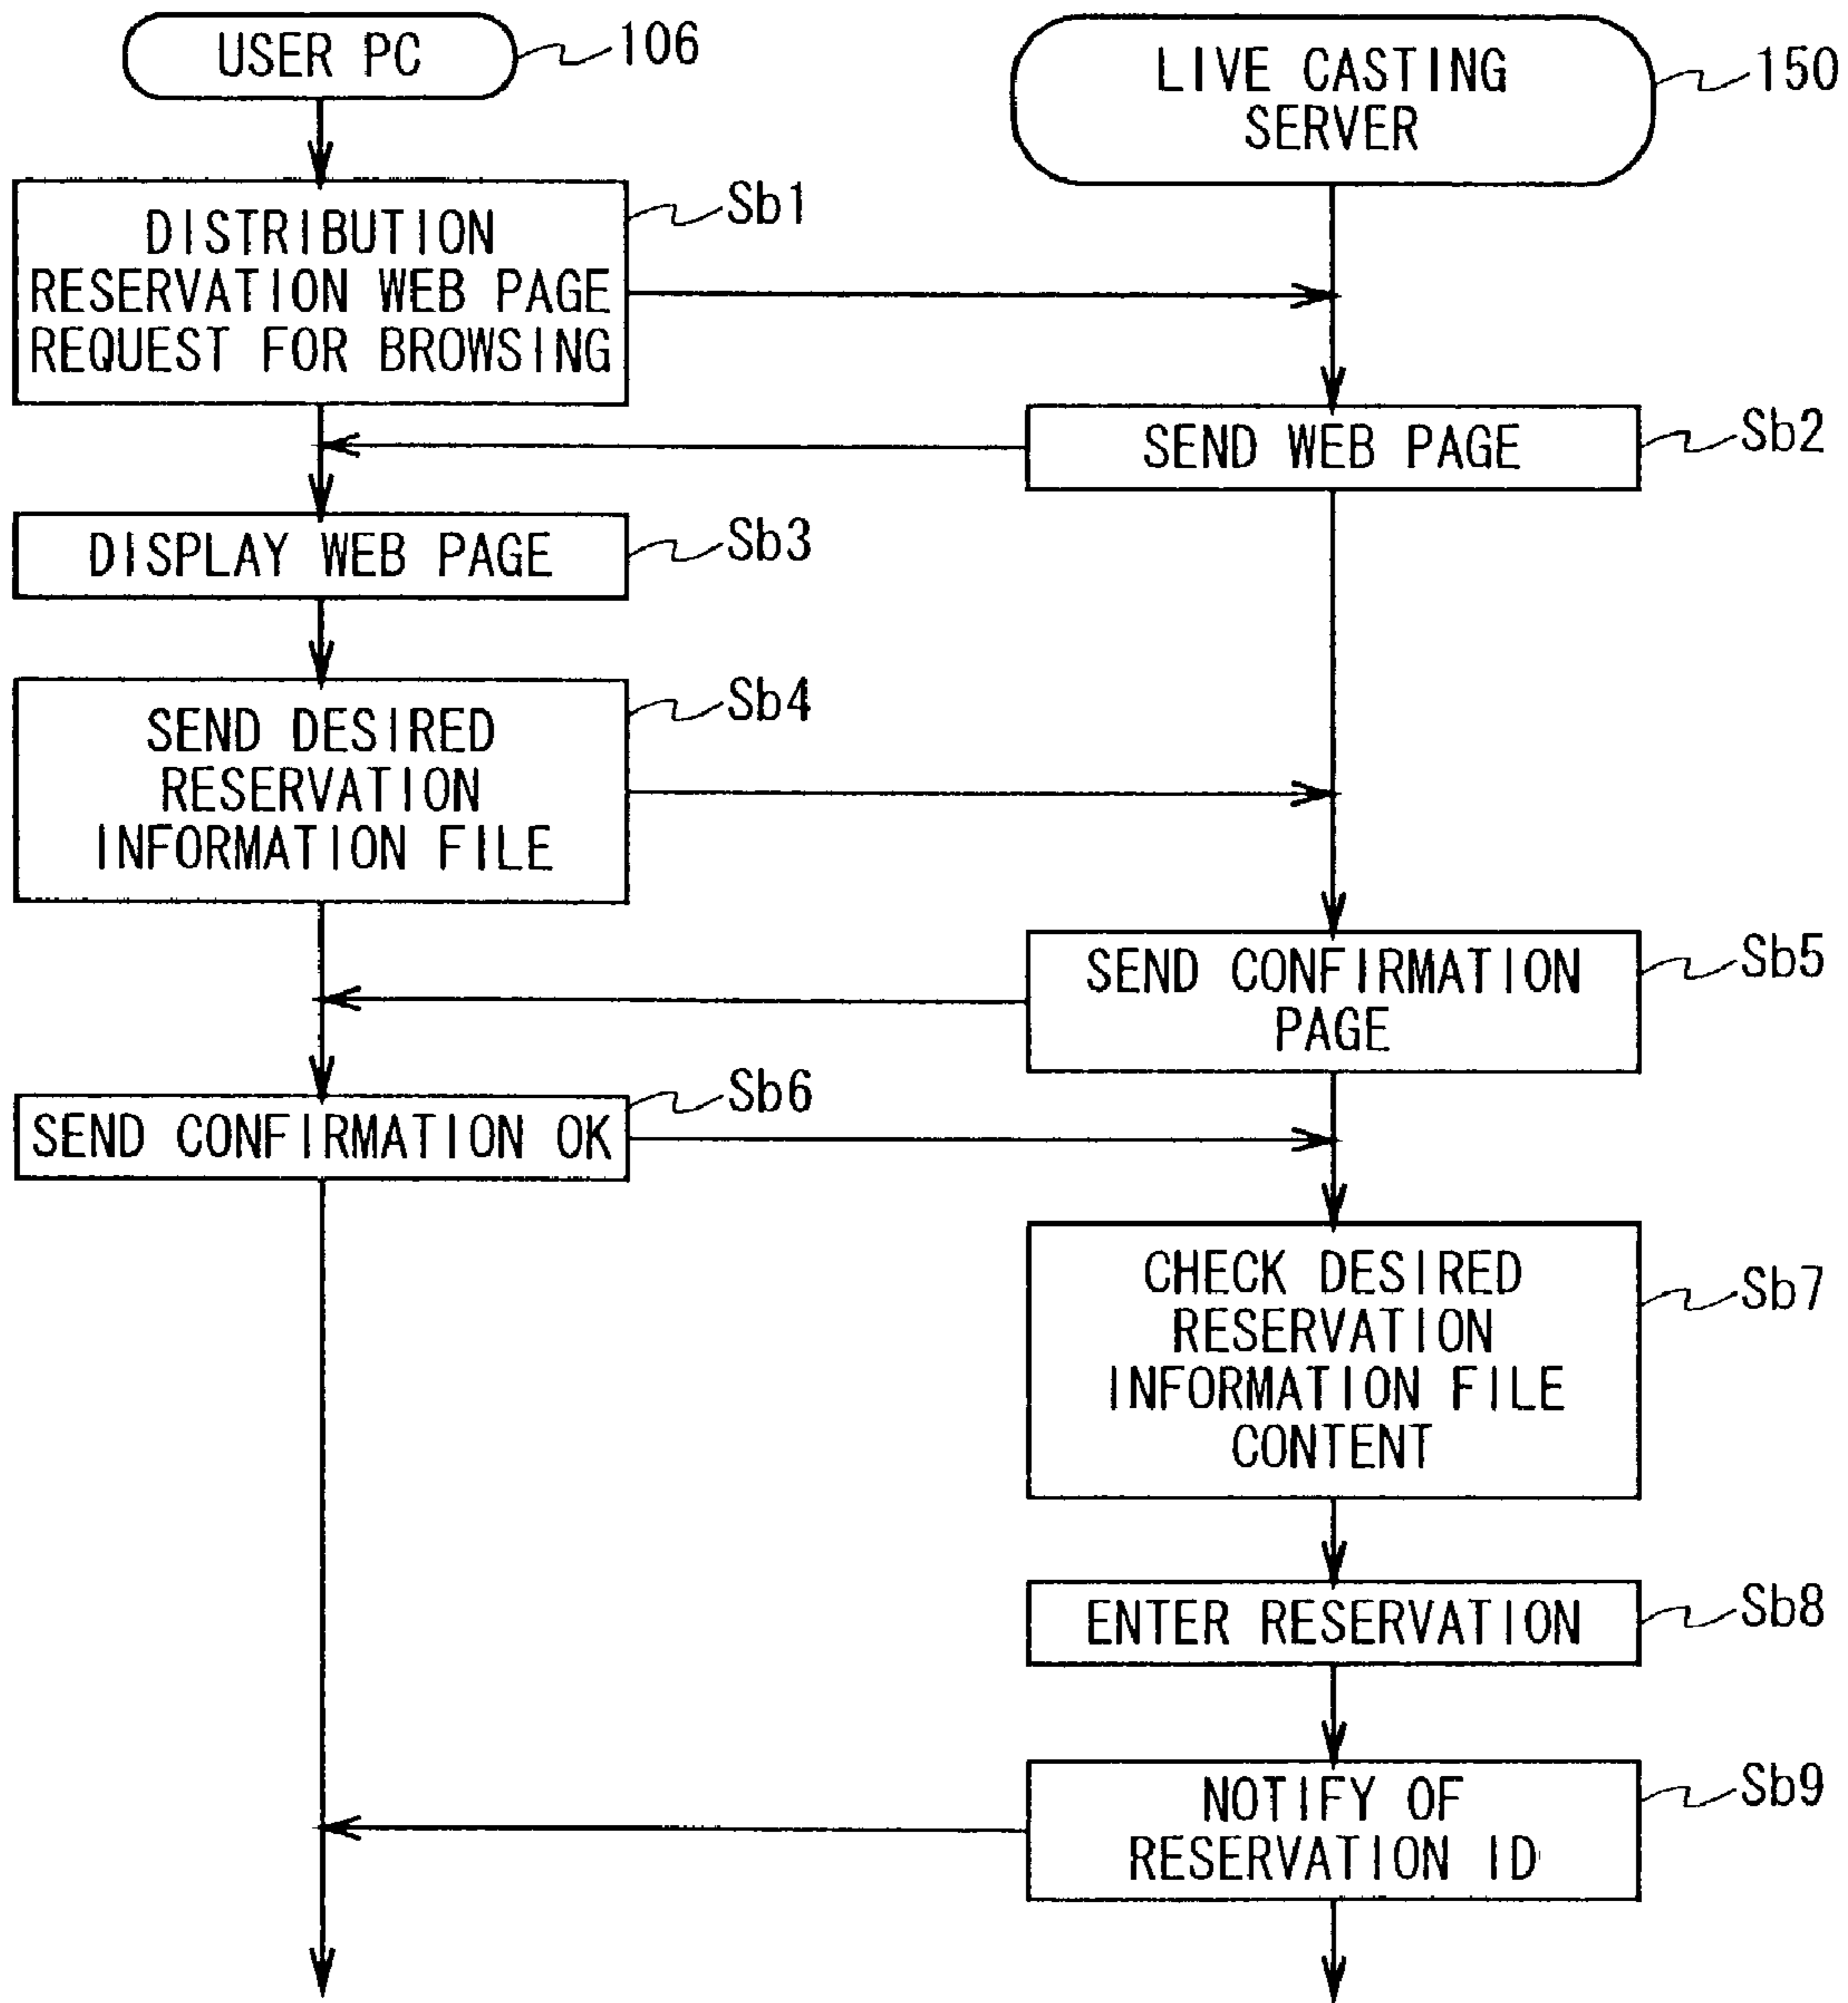 USER PC
106
LIVE CASTING
SERVER
150
DISTRIBUTION
RESERVATION WEB PAGE
REQUEST FOR BROWSING
Sb1
SEND WEB PAGE
Sb2
DISPLAY WEB PAGE
Sb3
SEND DESIRED
RESERVATION
INFORMATION FILE
Sb4
SEND CONFIRMATION
PAGE
Sb5
SEND CONFIRMATION OK
Sb6
CHECK DESIRED
RESERVATION
INFORMATION FILE
CONTENT
Sb7
ENTER RESERVATION
Sb8
NOTIFY OF
RESERVATION ID
Sb9